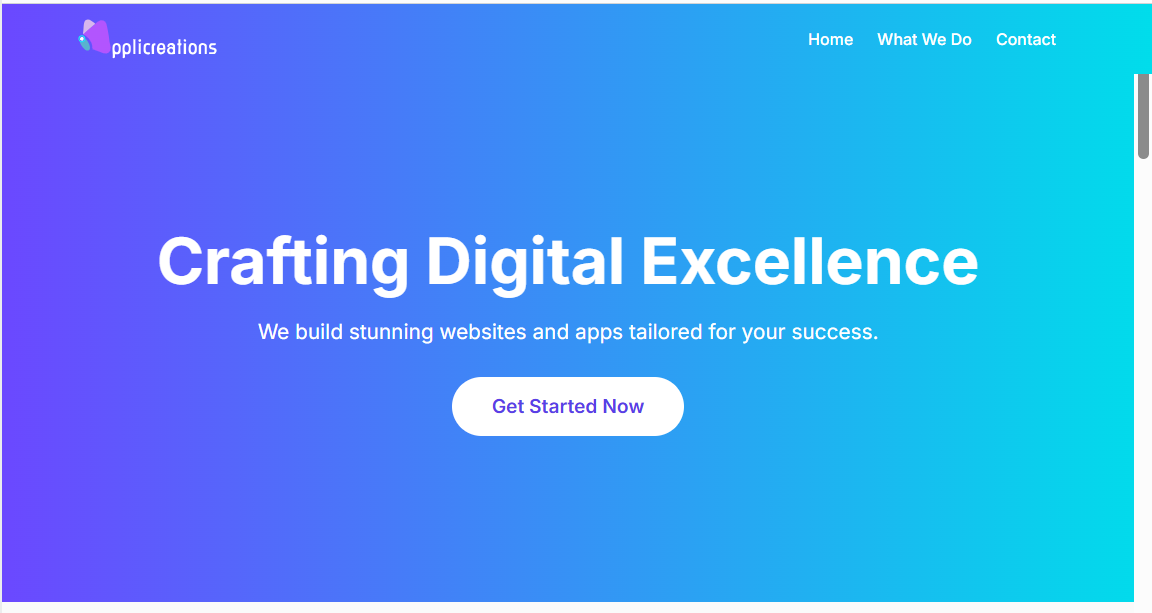 pplicreations
Home
What We Do
Contact
Crafting Digital Excellence
We build stunning websites and apps tailored for your success.
Get Started Now